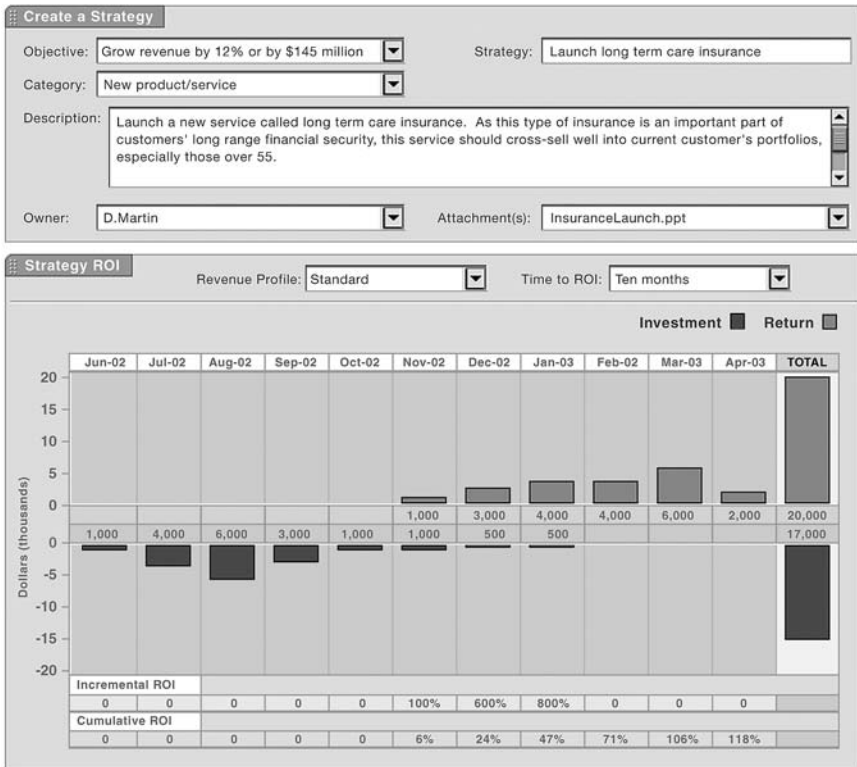 Create a Strategy
Objective: Grow revenue by 12% or by $145 million Strategy: Launch long term care insurance
Category: New product/service
Description: Launch a new service called long term care insurance. As this type of insurance is an important part of
customers' long range financial security, this service should cross-sell well into current customer's portfolios,
especially those over 55.
Owner: D.Martin Attachment(s): InsuranceLaunch.ppt
Strategy ROI
Revenue Profile: Standard Time to ROI: Ten months
Investment Return
Jun-02 Jul-02 Aug-02 Sep-02 Oct-02 Nov-02 Dec-02 Jan-03 Feb-02 Mar-03 Apr-03 TOTAL
20
15
10
5
0
1,000 3,000 4,000 4,000 6,000 2,000 20,000
1,000 4,000 6,000 3,000 1,000 1,000 500 500 17,000
0
-5
-10
-15
-20
Dollars (thousands)
Incremental ROI
0 0 0 0 0 100% 600% 800% 0 0 0
Cumulative ROI
0 0 0 0 0 6% 24% 47% 71% 106% 118%